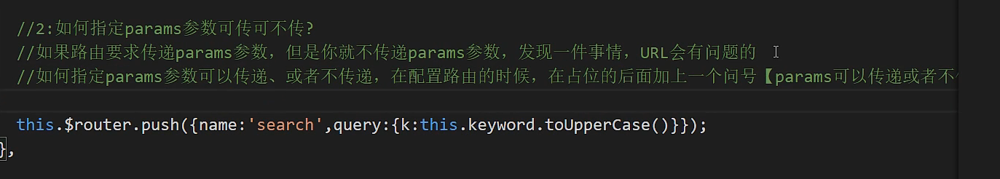 //2:如何指定params参数可传可不传?
//如果路由要求传递params参数，但是你就不传递params参数，发现一件事情，URL会有问题的
//如何指定params参数可以传递、或者不传递，在配置路由的时候，在占位的后面加上一个问号【params可以传递或者不
this.$router.push({name:'search',query:{k:this.keyword.toUpperCase()}});
},